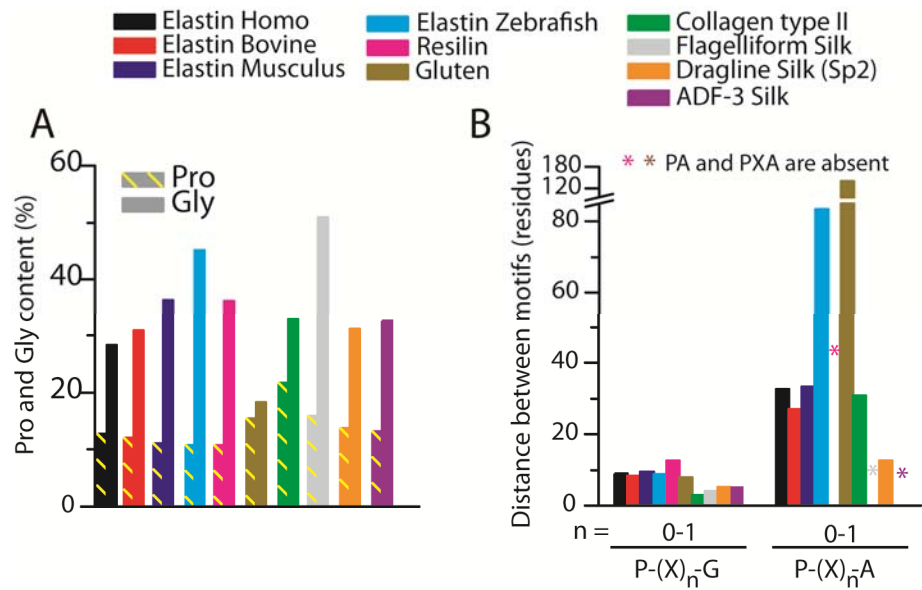 Elastin Homo
Elastin Bovine
Elastin Musculus
Elastin Zebrafish
Resilin
Gluten
Collagen type II
Flagelliform Silk
Dragline Silk (Sp2)
ADF-3 Silk
A
Pro and Gly content (%)
60
40
20
0
Pro
Gly
B
Distance between motifs (residues)
180
120
80
40
20
0
* * PA and PXA are absent
*
*
*
n = 0-1 0-1
P-(X)n-G P-(X)n-A